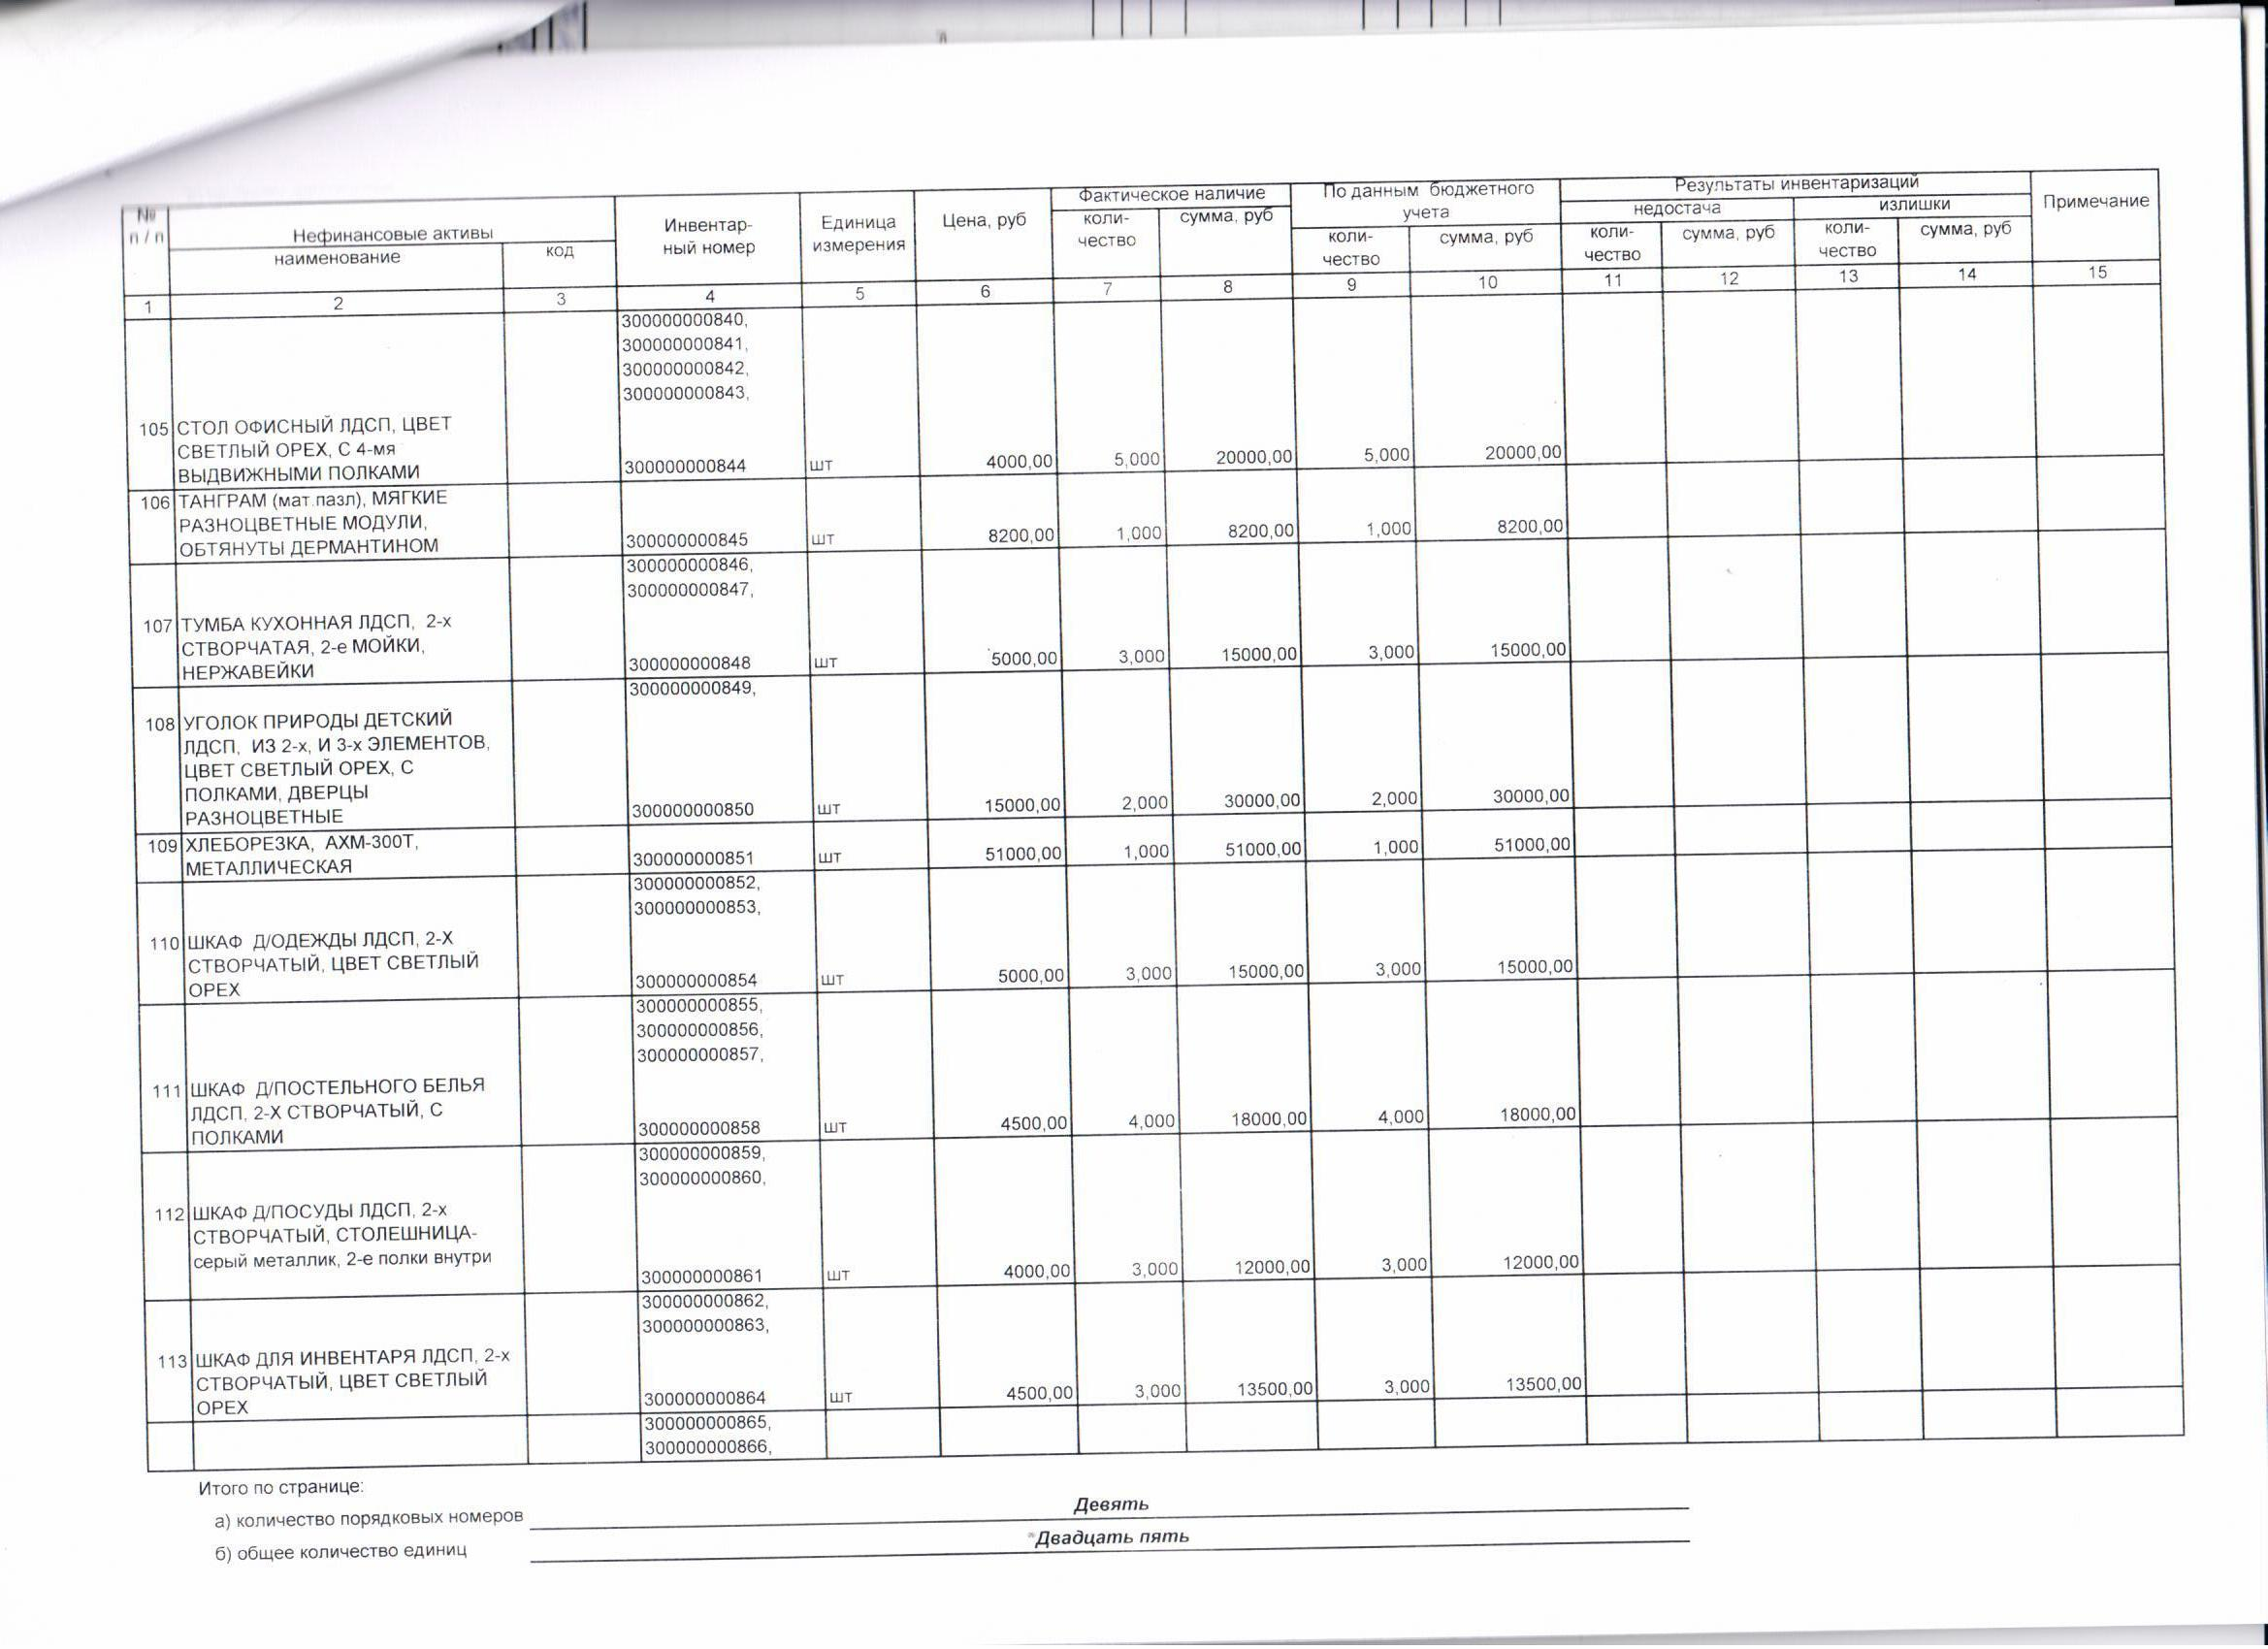 № п / п
Нефинансовые активы
наименование
код
Инвентар-
ный номер
Единица
измерения
Цена, руб
Фактическое наличие
коли-
чество
сумма, руб
По данным бюджетного
учета
коли-
чество
сумма, руб
Результаты инвентаризаций
недостача
коли-
чество
сумма, руб
излишки
коли-
чество
сумма, руб
Примечание
1 2 3 4 5 6 7 8 9 10 11 12 13 14 15
300000000840,
300000000841,
300000000842,
300000000843,
105 СТОЛ ОФИСНЫЙ ЛДСП, ЦВЕТ
СВЕТЛЫЙ ОРЕХ, С 4-мя
ВЫДВИЖНЫМИ ПОЛКАМИ 300000000844 шт 4000,00 5,000 20000,00 5,000 20000,00
106 ТАНГРАМ (мат.пазл), МЯГКИЕ
РАЗНОЦВЕТНЫЕ МОДУЛИ,
ОБТЯНУТЫ ДЕРМАНТИНОМ 300000000845 шт 8200,00 1,000 8200,00 1,000 8200,00
300000000846,
300000000847,
107 ТУМБА КУХОННАЯ ЛДСП, 2-х
СТВОРЧАТАЯ, 2-е МОЙКИ,
НЕРЖАВЕЙКИ 300000000848 шт 5000,00 3,000 15000,00 3,000 15000,00
300000000849,
108 УГОЛОК ПРИРОДЫ ДЕТСКИЙ
ЛДСП, ИЗ 2-х, И 3-х ЭЛЕМЕНТОВ,
ЦВЕТ СВЕТЛЫЙ ОРЕХ, С
ПОЛКАМИ, ДВЕРЦЫ
РАЗНОЦВЕТНЫЕ 300000000850 шт 15000,00 2,000 30000,00 2,000 30000,00
109 ХЛЕБОРЕЗКА, АХМ-300Т,
МЕТАЛЛИЧЕСКАЯ 300000000851 шт 51000,00 1,000 51000,00 1,000 51000,00
300000000852,
300000000853,
110 ШКАФ Д/ОДЕЖДЫ ЛДСП, 2-Х
СТВОРЧАТЫЙ, ЦВЕТ СВЕТЛЫЙ
ОРЕХ 300000000854 шт 5000,00 3,000 15000,00 3,000 15000,00
300000000855,
300000000856,
300000000857,
111 ШКАФ Д/ПОСТЕЛЬНОГО БЕЛЬЯ
ЛДСП, 2-Х СТВОРЧАТЫЙ, С
ПОЛКАМИ 300000000858 шт 4500,00 4,000 18000,00 4,000 18000,00
300000000859,
300000000860,
112 ШКАФ Д/ПОСУДЫ ЛДСП, 2-х
СТВОРЧАТЫЙ, СТОЛЕШНИЦА-
серый металлик, 2-е полки внутри
300000000861 шт 4000,00 3,000 12000,00 3,000 12000,00
300000000862,
300000000863,
113 ШКАФ ДЛЯ ИНВЕНТАРЯ ЛДСП, 2-х
СТВОРЧАТЫЙ, ЦВЕТ СВЕТЛЫЙ
ОРЕХ 300000000864 шт 4500,00 3,000 13500,00 3,000 13500,00
300000000865,
300000000866,
Итого по странице:
а) количество порядковых номеров Девять
б) общее количество единиц Двадцать пять